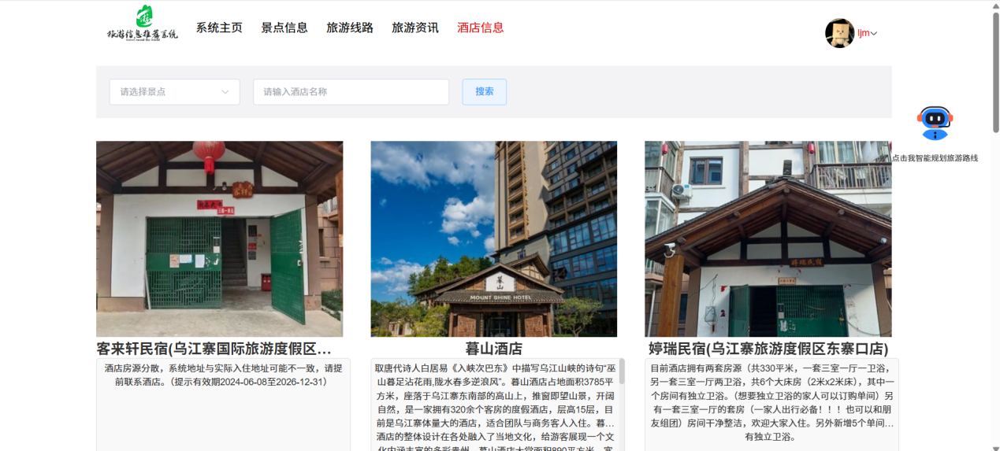 旅游信息推荐系统
travel round the world
系统主页
景点信息
旅游线路
旅游资讯
酒店信息
ljm
请选择景点
请输入酒店名称
搜索
点击我智能规划旅游路线
暮山
MOUNT SHINE HOTEL
婷瑞民宿
客来轩民宿(乌江寨国际旅游度假区...
酒店房源分散，系统地址与实际入住地址可能不一致，请提
前联系酒店。（提示有效期2024-06-08至2026-12-31）
暮山酒店
取唐代诗人白居易《入峡次巴东》中描写乌江山峡的诗句“巫
山暮足沾花雨,陇水春多逆浪风”。暮山酒店占地面积3785平
方米，座落于乌江寨东南部的高山上，推窗即望山景，开阔
自然，是一家拥有320余个客房的度假酒店，层高15层，目
前是乌江寨体量大的酒店，适合团队与商务客人入住。暮...
酒店的整体设计在各处融入了当地文化，给游客展现一个文
化内涵丰富的多彩贵州。暮山酒店大堂面积890平方米，宽
婷瑞民宿(乌江寨旅游度假区东寨口店)
目前酒店拥有两套房源（共330平米，一套三室一厅一卫浴，
另一套三室一厅两卫浴，共6个大床房（2米x2米床），其中一
个房间有独立卫浴。（想要独立卫浴的家人可以订购单间）另
有一套三室一厅的套房（一家人出行必备！！！也可以和朋
友组团）房间干净整洁，欢迎大家入住。另外新增5个单间...
有独立卫浴。